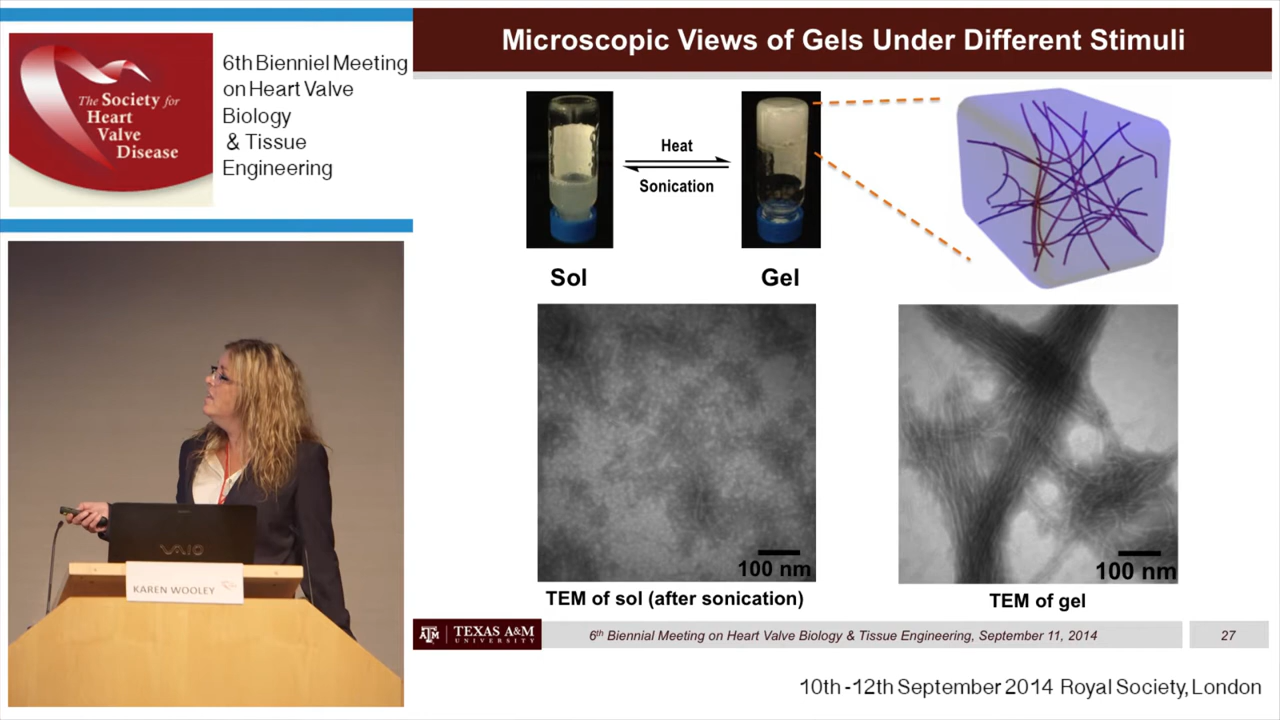 The Society for
Heart
Valve
Disease
6th Biennial Meeting
on Heart Valve
Biology
& Tissue
Engineering
Microscopic Views of Gels Under Different Stimuli
Heat
Sonication
Sol
Gel
100 nm
100 nm
TEM of sol (after sonication)
TEM of gel
VAIO
KAREN WOOLEY
ATM
TEXAS A&M
UNIVERSITY
6th Biennial Meeting on Heart Valve Biology & Tissue Engineering, September 11, 2014
27
10th -12th September 2014 Royal Society, London